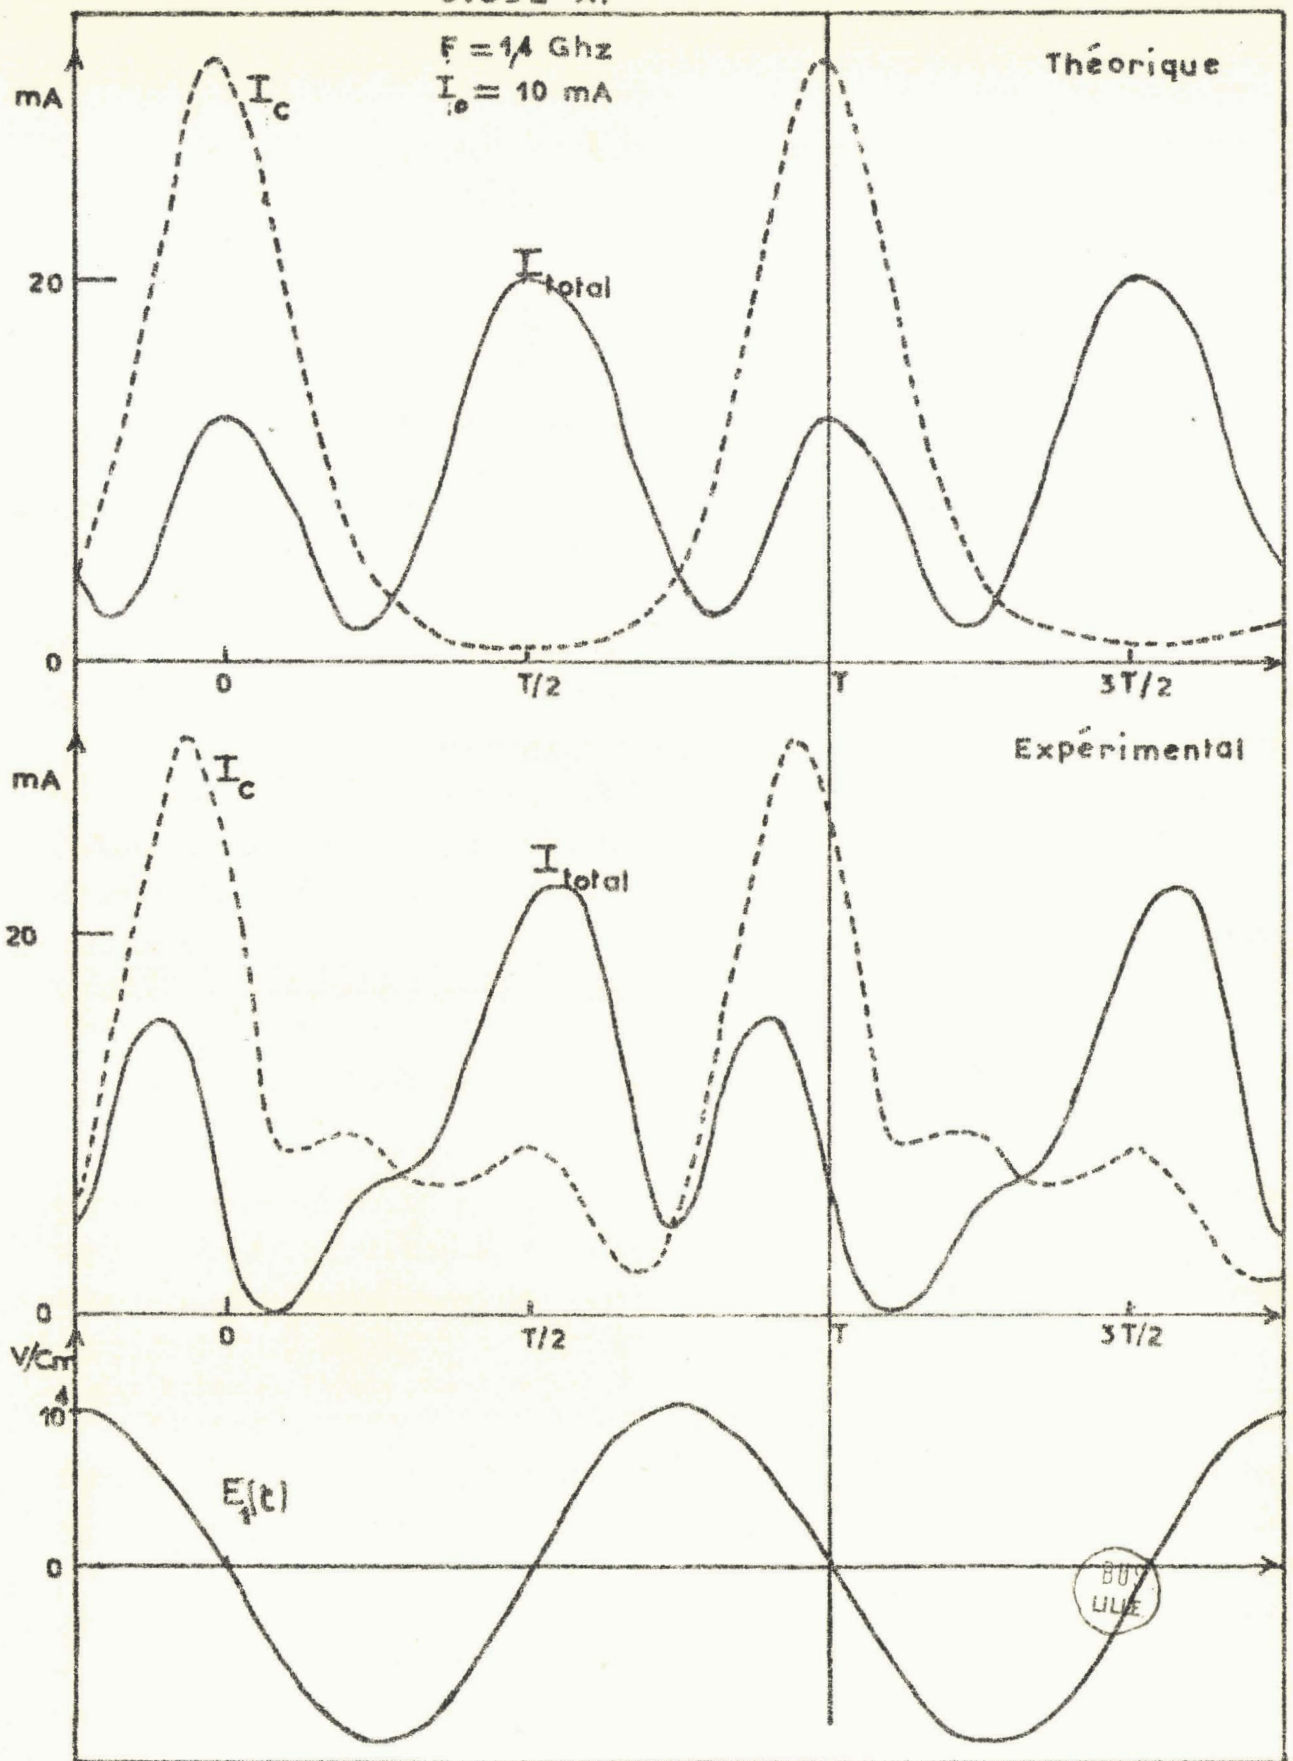 F = 1,4 Ghz
I₀ = 10 mA
Théorique
mA
I_c
20
I_total
0
0
T/2
T
3T/2
Expérimental
mA
I_c
I_total
20
0
0
T/2
T
3T/2
V/Cm
10⁴
E₁(t)
0
LILLE